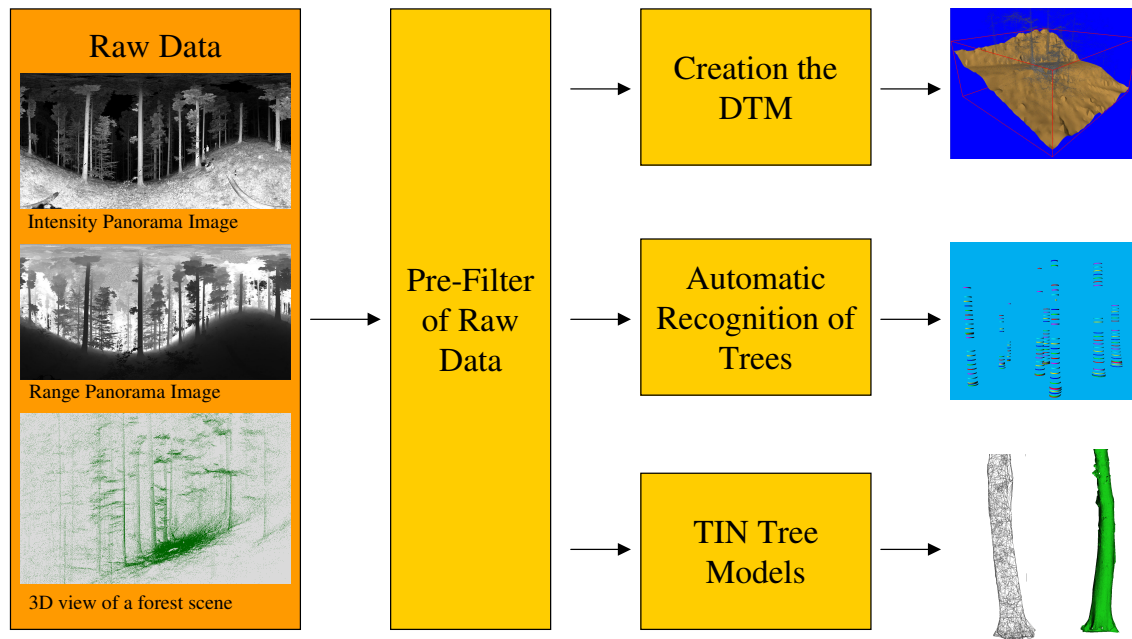 Raw Data
Intensity Panorama Image
Range Panorama Image
3D view of a forest scene
Pre-Filter
of Raw
Data
Creation the
DTM
Automatic
Recognition of
Trees
TIN Tree
Models